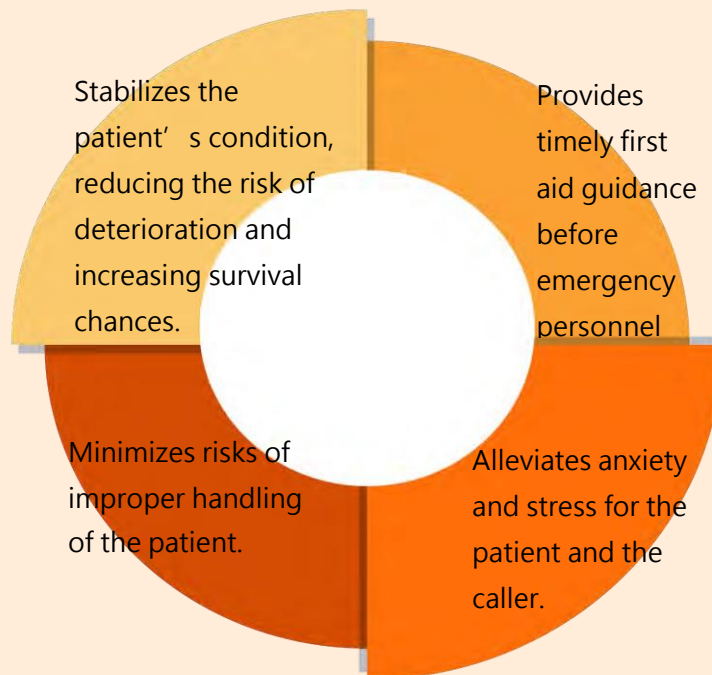 Stabilizes the
patient’s condition,
reducing the risk of
deterioration and
increasing survival
chances.
Provides
timely first
aid guidance
before
emergency
personnel
Minimizes risks of
improper handling
of the patient.
Alleviates anxiety
and stress for the
patient and the
caller.